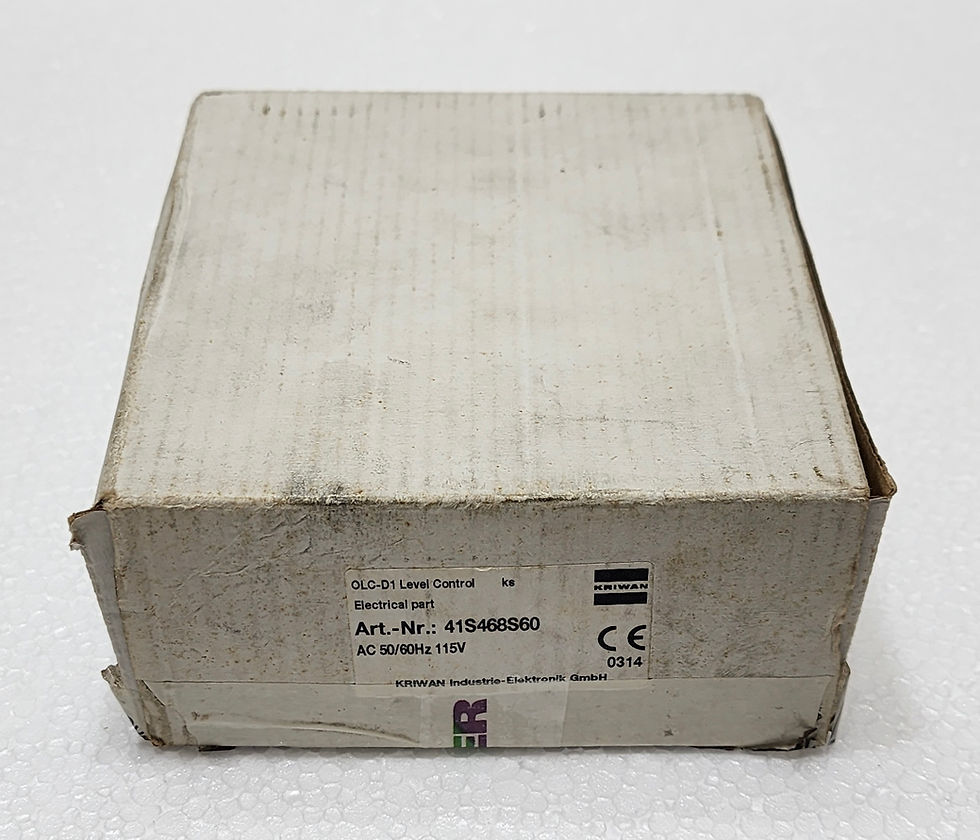 OLC-D1 Level Control ks
KRIWAN
Electrical part
Art.-Nr.: 41S468S60
AC 50/60Hz 115V
CE
0314
KRIWAN Industrie-Elektronik GmbH
ER